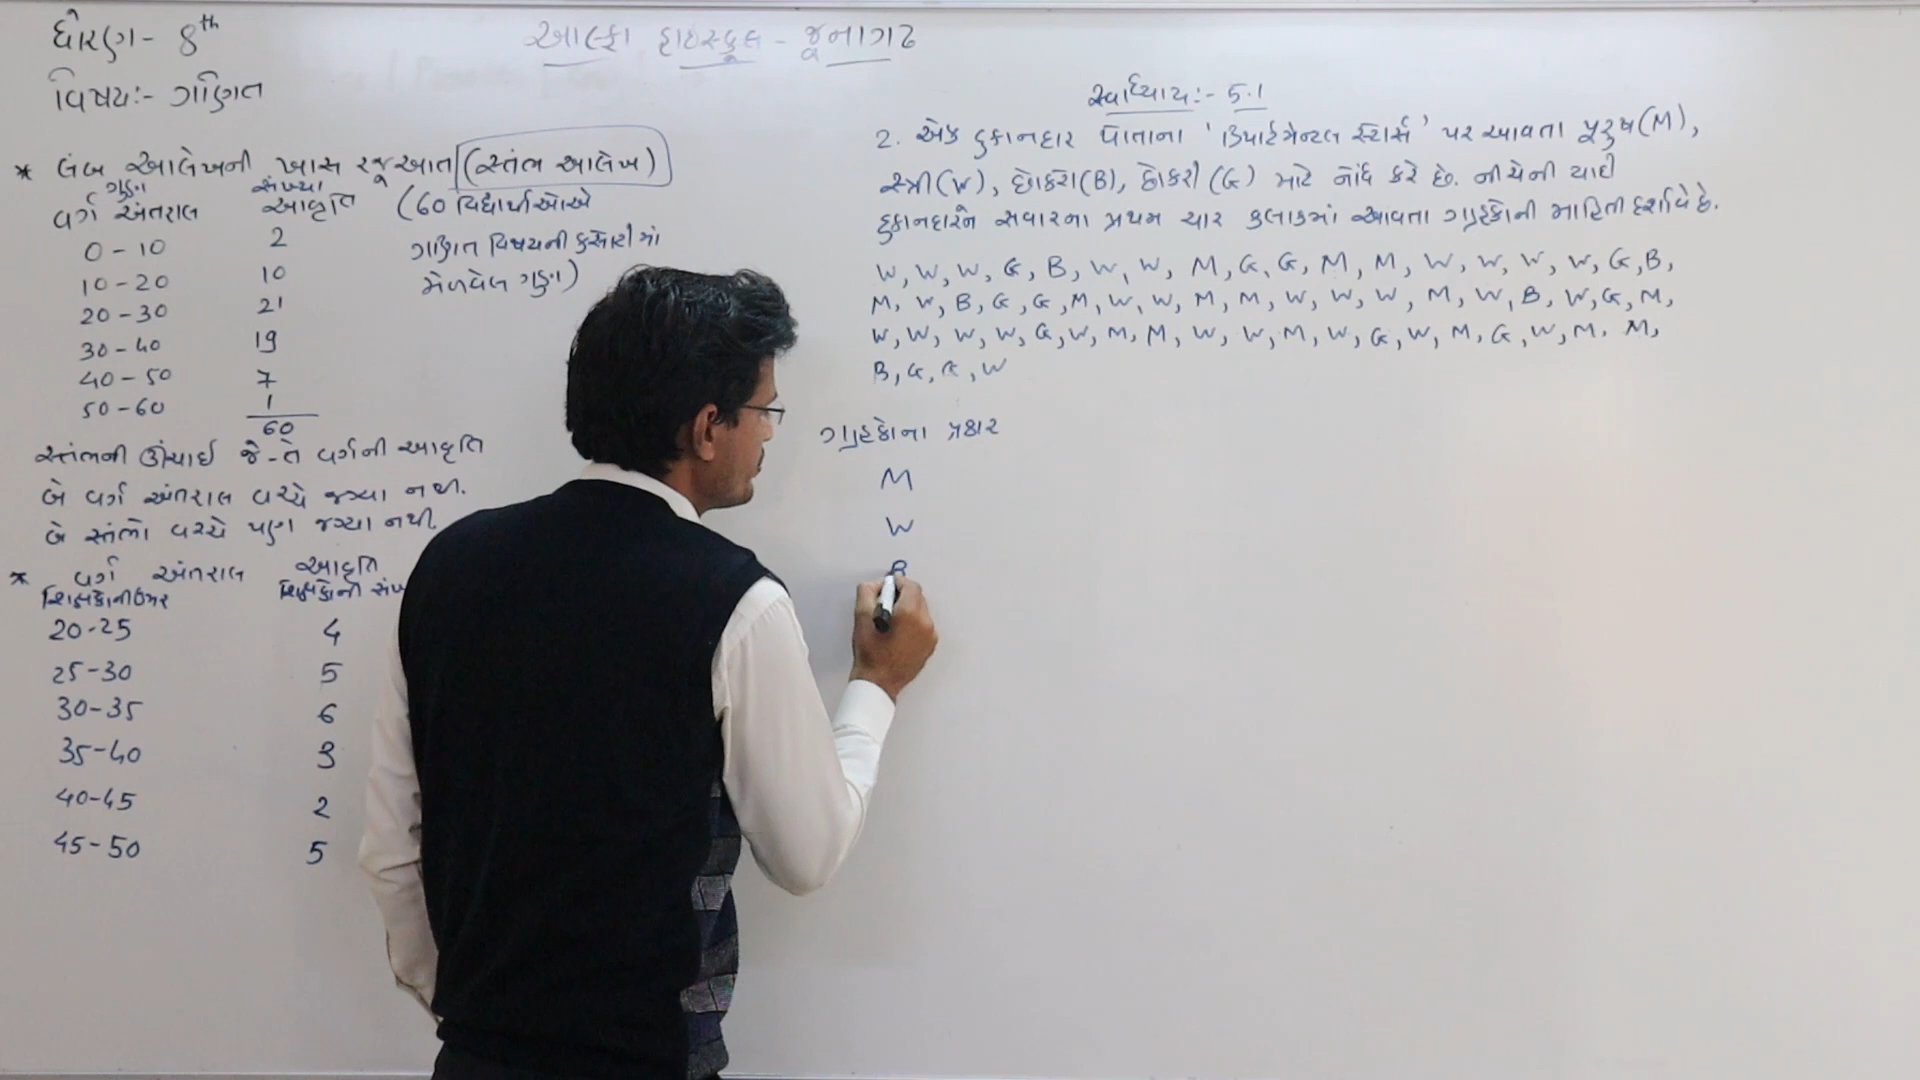 ધોરણ- 8th
વિષય:- ગણિત
આલ્ફા હાઇસ્કૂલ - જૂનાગઢ
* લંબ આલેખની ખાસ રજૂઆત (સ્તંભ આલેખ)
ગુણ સંખ્યા
વર્ગ અંતરાલ આવૃતિ (60 વિદ્યાર્થીઓએ
0-10 2 ગણિત વિષયની કસોટીમાં
10-20 10 મેળવેલ ગુણ)
20-30 21
30-40 19
40-50 7
50-60 1
60
સ્તંભની ઊંચાઈ જે-તે વર્ગની આવૃતિ
બે વર્ગ અંતરાલ વચ્ચે જગ્યા નથી.
બે સ્તંભો વચ્ચે પણ જગ્યા નથી.
* વર્ગ અંતરાલ આવૃતિ
શિક્ષકોની ઉંમર શિક્ષકોની સંખ
20-25 4
25-30 5
30-35 6
35-40 3
40-45 2
45-50 5
સ્વાધ્યાય:- 5.1
2. એક દુકાનદાર પોતાના 'ડિપાર્ટમેન્ટલ સ્ટોર્સ' પર આવતા પુરુષ(M),
સ્ત્રી(W), છોકરો(B), છોકરી(G) માટે નોંધ કરે છે. નીચેની યાદી
દુકાનદારને સવારના પ્રથમ ચાર કલાકમાં આવતા ગ્રાહકોની માહિતી દર્શાવે છે.
W, W, W, G, B, W, W, M, G, G, M, M, W, W, W, W, G, B,
M, W, B, G, G, M, W, W, M, M, W, W, W, M, W, B, W, G, M,
W, W, W, W, G, W, M, M, W, W, M, W, G, W, M, G, W, M, M,
B, G, G, W
ગ્રાહકોના પ્રકાર
M
W
B